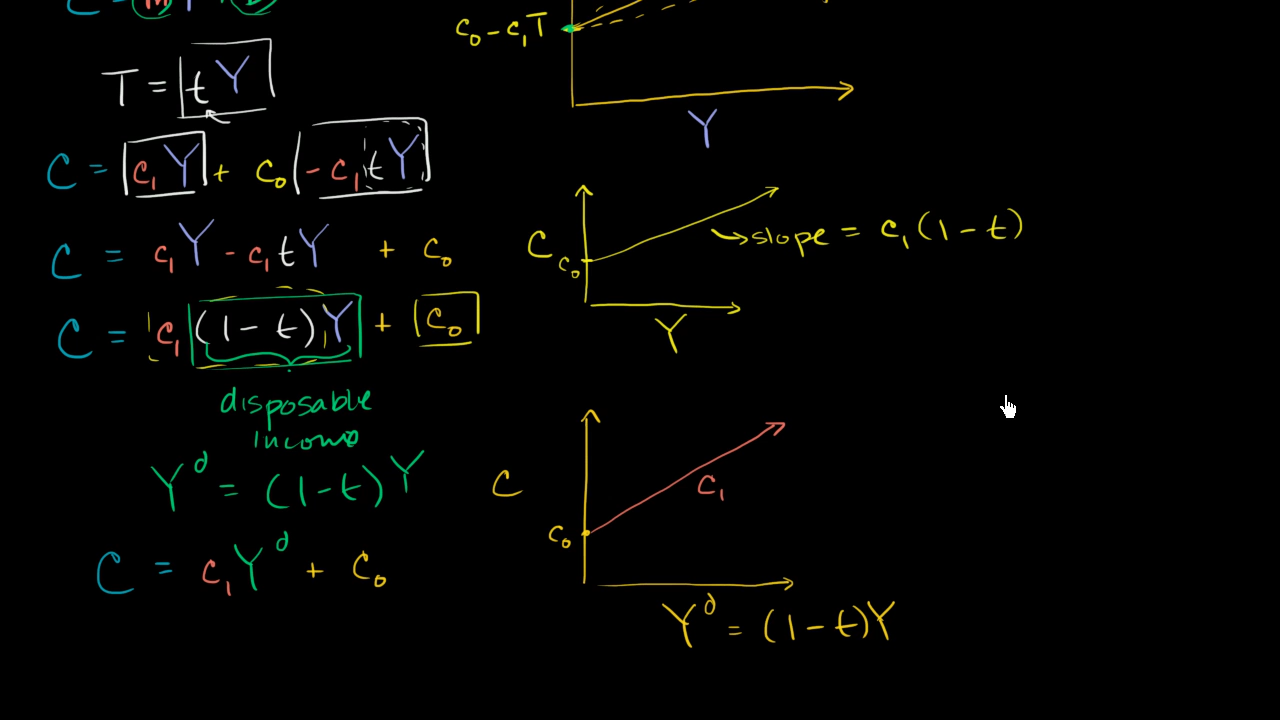 T = tY
C = c₁Y + c₀ - c₁tY
C = c₁Y - c₁tY + c₀
C = c₁(1-t)Y + c₀
disposable
income
Yᵈ = (1-t)Y
C = c₁Yᵈ + c₀
c₀ - c₁T
Y
C
c₀
slope = c₁(1-t)
Y
C
c₁
c₀
Yᵈ = (1-t)Y